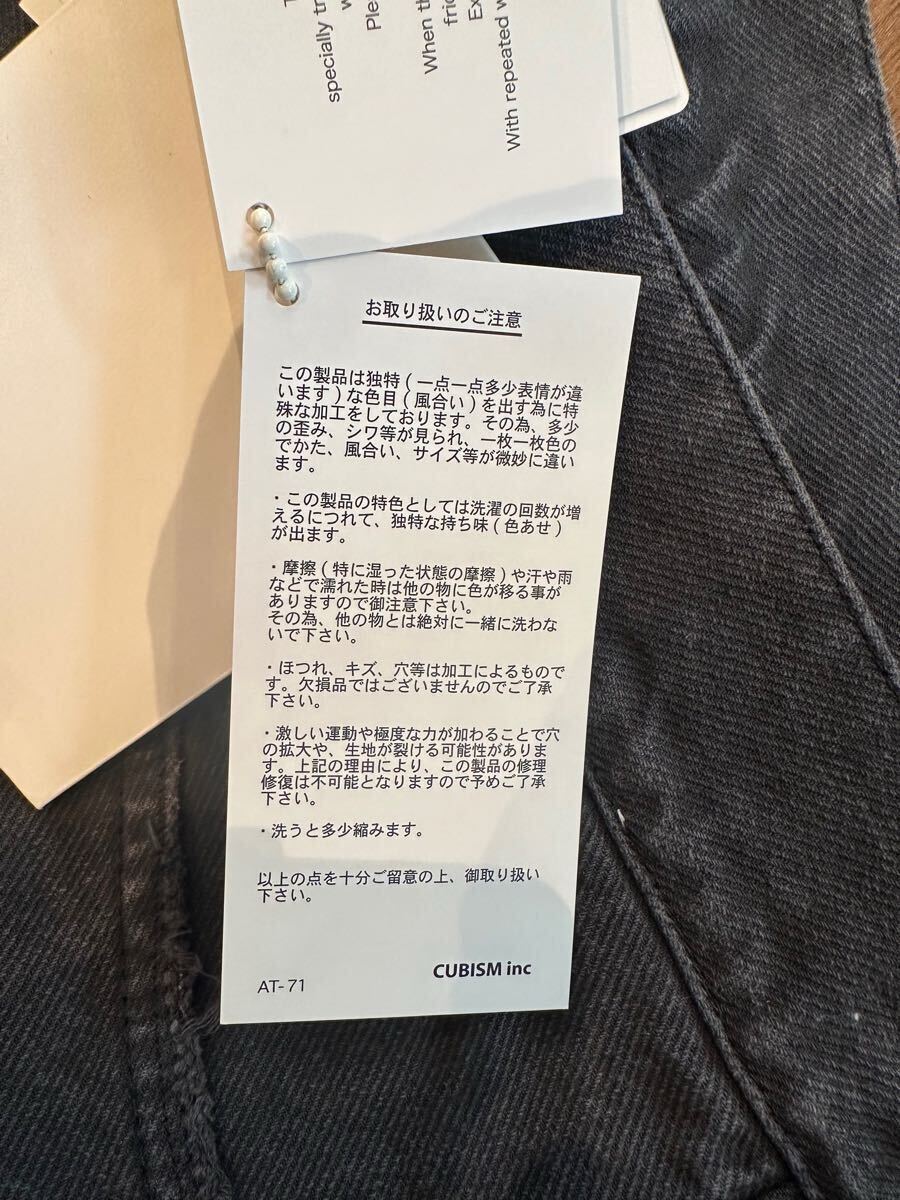 specially tr
w
Ple
When th
fric
Ex
With repeated w
お取り扱いのご注意
この製品は独特(一点一点多少表情が違
います)な色目(風合い)を出す為に特
殊な加工をしております。その為、多少
の歪み、シワ等が見られ、一枚一枚色の
でかた、風合い、サイズ等が微妙に違い
ます。
・この製品の特色としては洗濯の回数が増
えるにつれて、独特な持ち味(色あせ)
が出ます。
・摩擦(特に湿った状態の摩擦)や汗や雨
などで濡れた時は他の物に色が移る事が
ありますので御注意下さい。
その為、他の物とは絶対に一緒に洗わな
いで下さい。
・ほつれ、キズ、穴等は加工によるもので
す。欠損品ではございませんのでご了承
下さい。
・激しい運動や極度な力が加わることで穴
の拡大や、生地が裂ける可能性がありま
す。上記の理由により、この製品の修理
修復は不可能となりますので予めご了承
下さい。
・洗うと多少縮みます。
以上の点を十分ご留意の上、御取り扱い
下さい。
AT-71
CUBISM inc